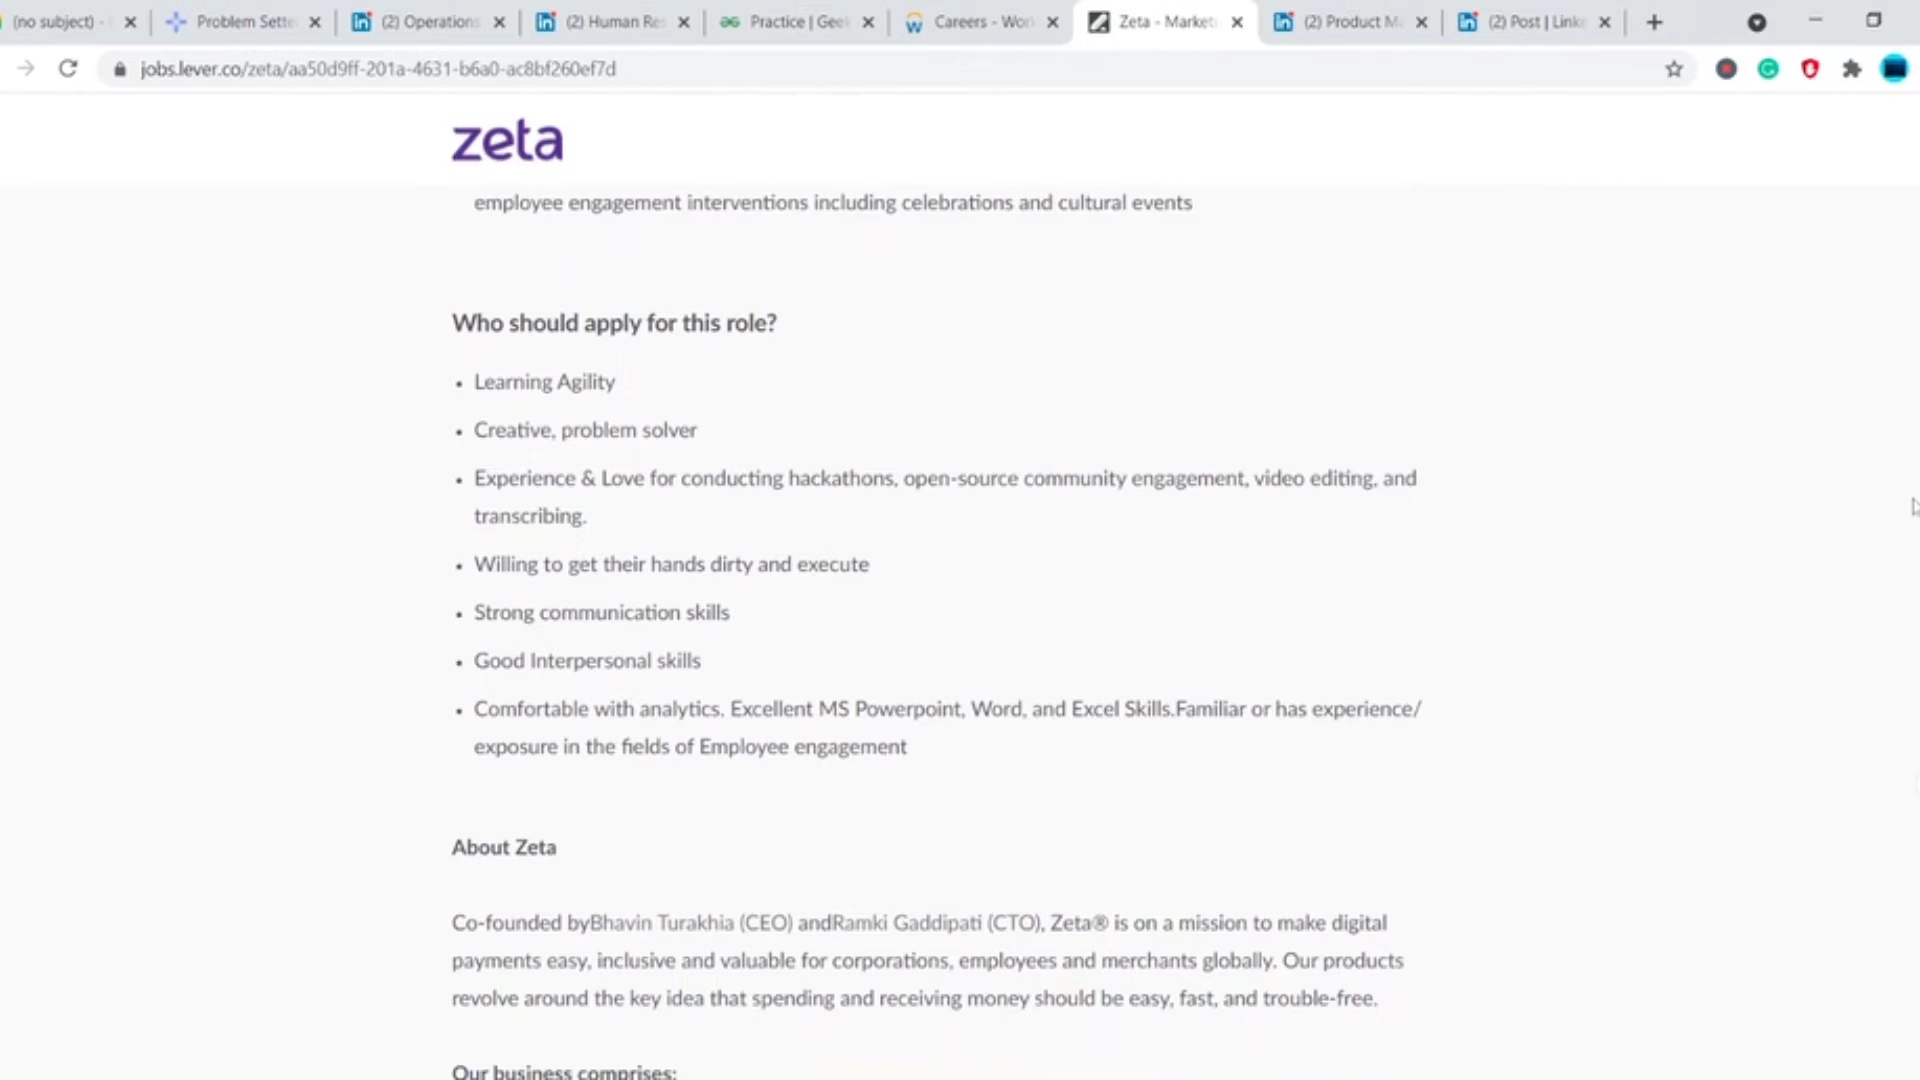 (no subject) -
Problem Sette
(2) Operations
(2) Human Res
Practice | Geek
Careers - Work
Zeta - Marketi
(2) Product Ma
(2) Post | Linke
jobs.lever.co/zeta/aa50d9ff-201a-4631-b6a0-ac8bf260ef7d
zeta
employee engagement interventions including celebrations and cultural events
Who should apply for this role?
• Learning Agility
• Creative, problem solver
• Experience & Love for conducting hackathons, open-source community engagement, video editing, and
transcribing.
• Willing to get their hands dirty and execute
• Strong communication skills
• Good Interpersonal skills
• Comfortable with analytics. Excellent MS Powerpoint, Word, and Excel Skills.Familiar or has experience/
exposure in the fields of Employee engagement
About Zeta
Co-founded byBhavin Turakhia (CEO) andRamki Gaddipati (CTO), Zeta® is on a mission to make digital
payments easy, inclusive and valuable for corporations, employees and merchants globally. Our products
revolve around the key idea that spending and receiving money should be easy, fast, and trouble-free.
Our business comprises: